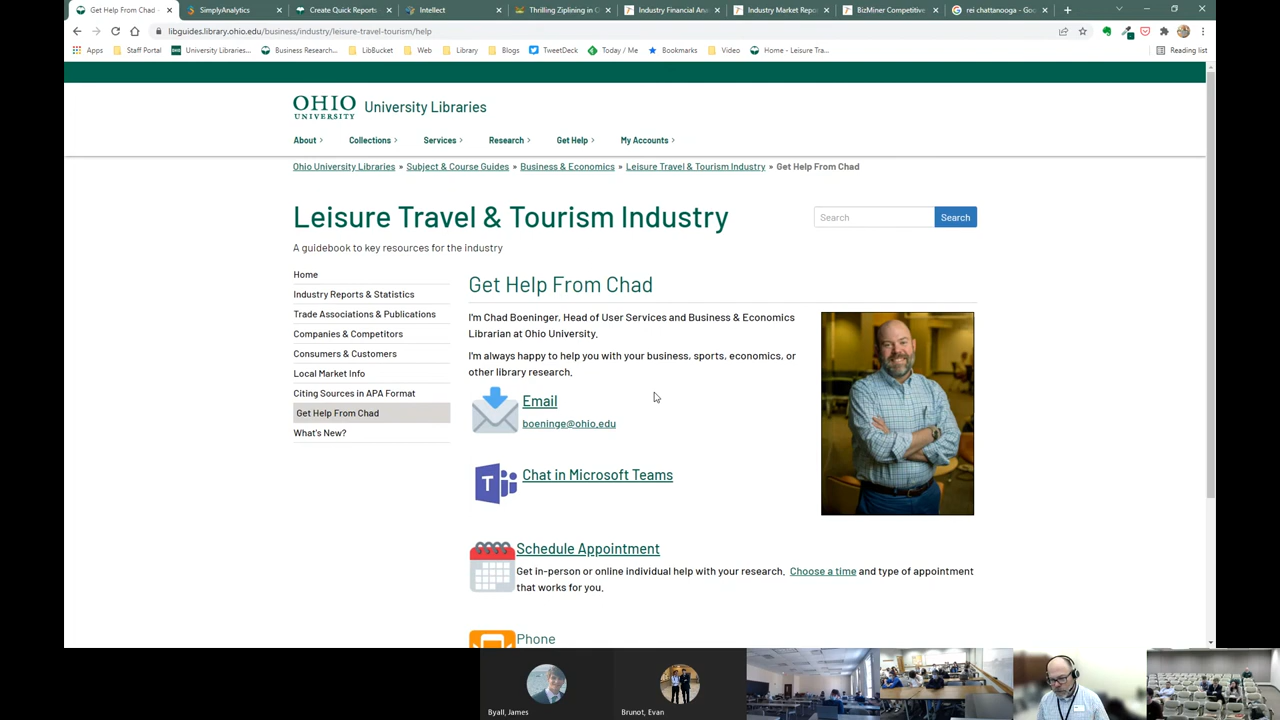 Get Help From Chad -
SimplyAnalytics
Create Quick Reports
Intellect
Thrilling Ziplining in C
Industry Financial Ana
Industry Market Repo
BizMiner Competitive
rei chattanooga - Goog
libguides.library.ohio.edu/business/industry/leisure-travel-tourism/help
Apps
Staff Portal
University Libraries...
Business Research...
LibBucket
Web
Library
Blogs
TweetDeck
Today / Me
Bookmarks
Video
Home - Leisure Tra...
Reading list
OHIO UNIVERSITY
University Libraries
About
Collections
Services
Research
Get Help
My Accounts
Ohio University Libraries » Subject & Course Guides » Business & Economics » Leisure Travel & Tourism Industry » Get Help From Chad
Leisure Travel & Tourism Industry
Search
Search
A guidebook to key resources for the industry
Home
Industry Reports & Statistics
Trade Associations & Publications
Companies & Competitors
Consumers & Customers
Local Market Info
Citing Sources in APA Format
Get Help From Chad
What's New?
Get Help From Chad
I'm Chad Boeninger, Head of User Services and Business & Economics
Librarian at Ohio University.
I'm always happy to help you with your business, sports, economics, or
other library research.
Email
boeninge@ohio.edu
Chat in Microsoft Teams
Schedule Appointment
Get in-person or online individual help with your research. Choose a time and type of appointment
that works for you.
Phone
Byall, James
Brunot, Evan